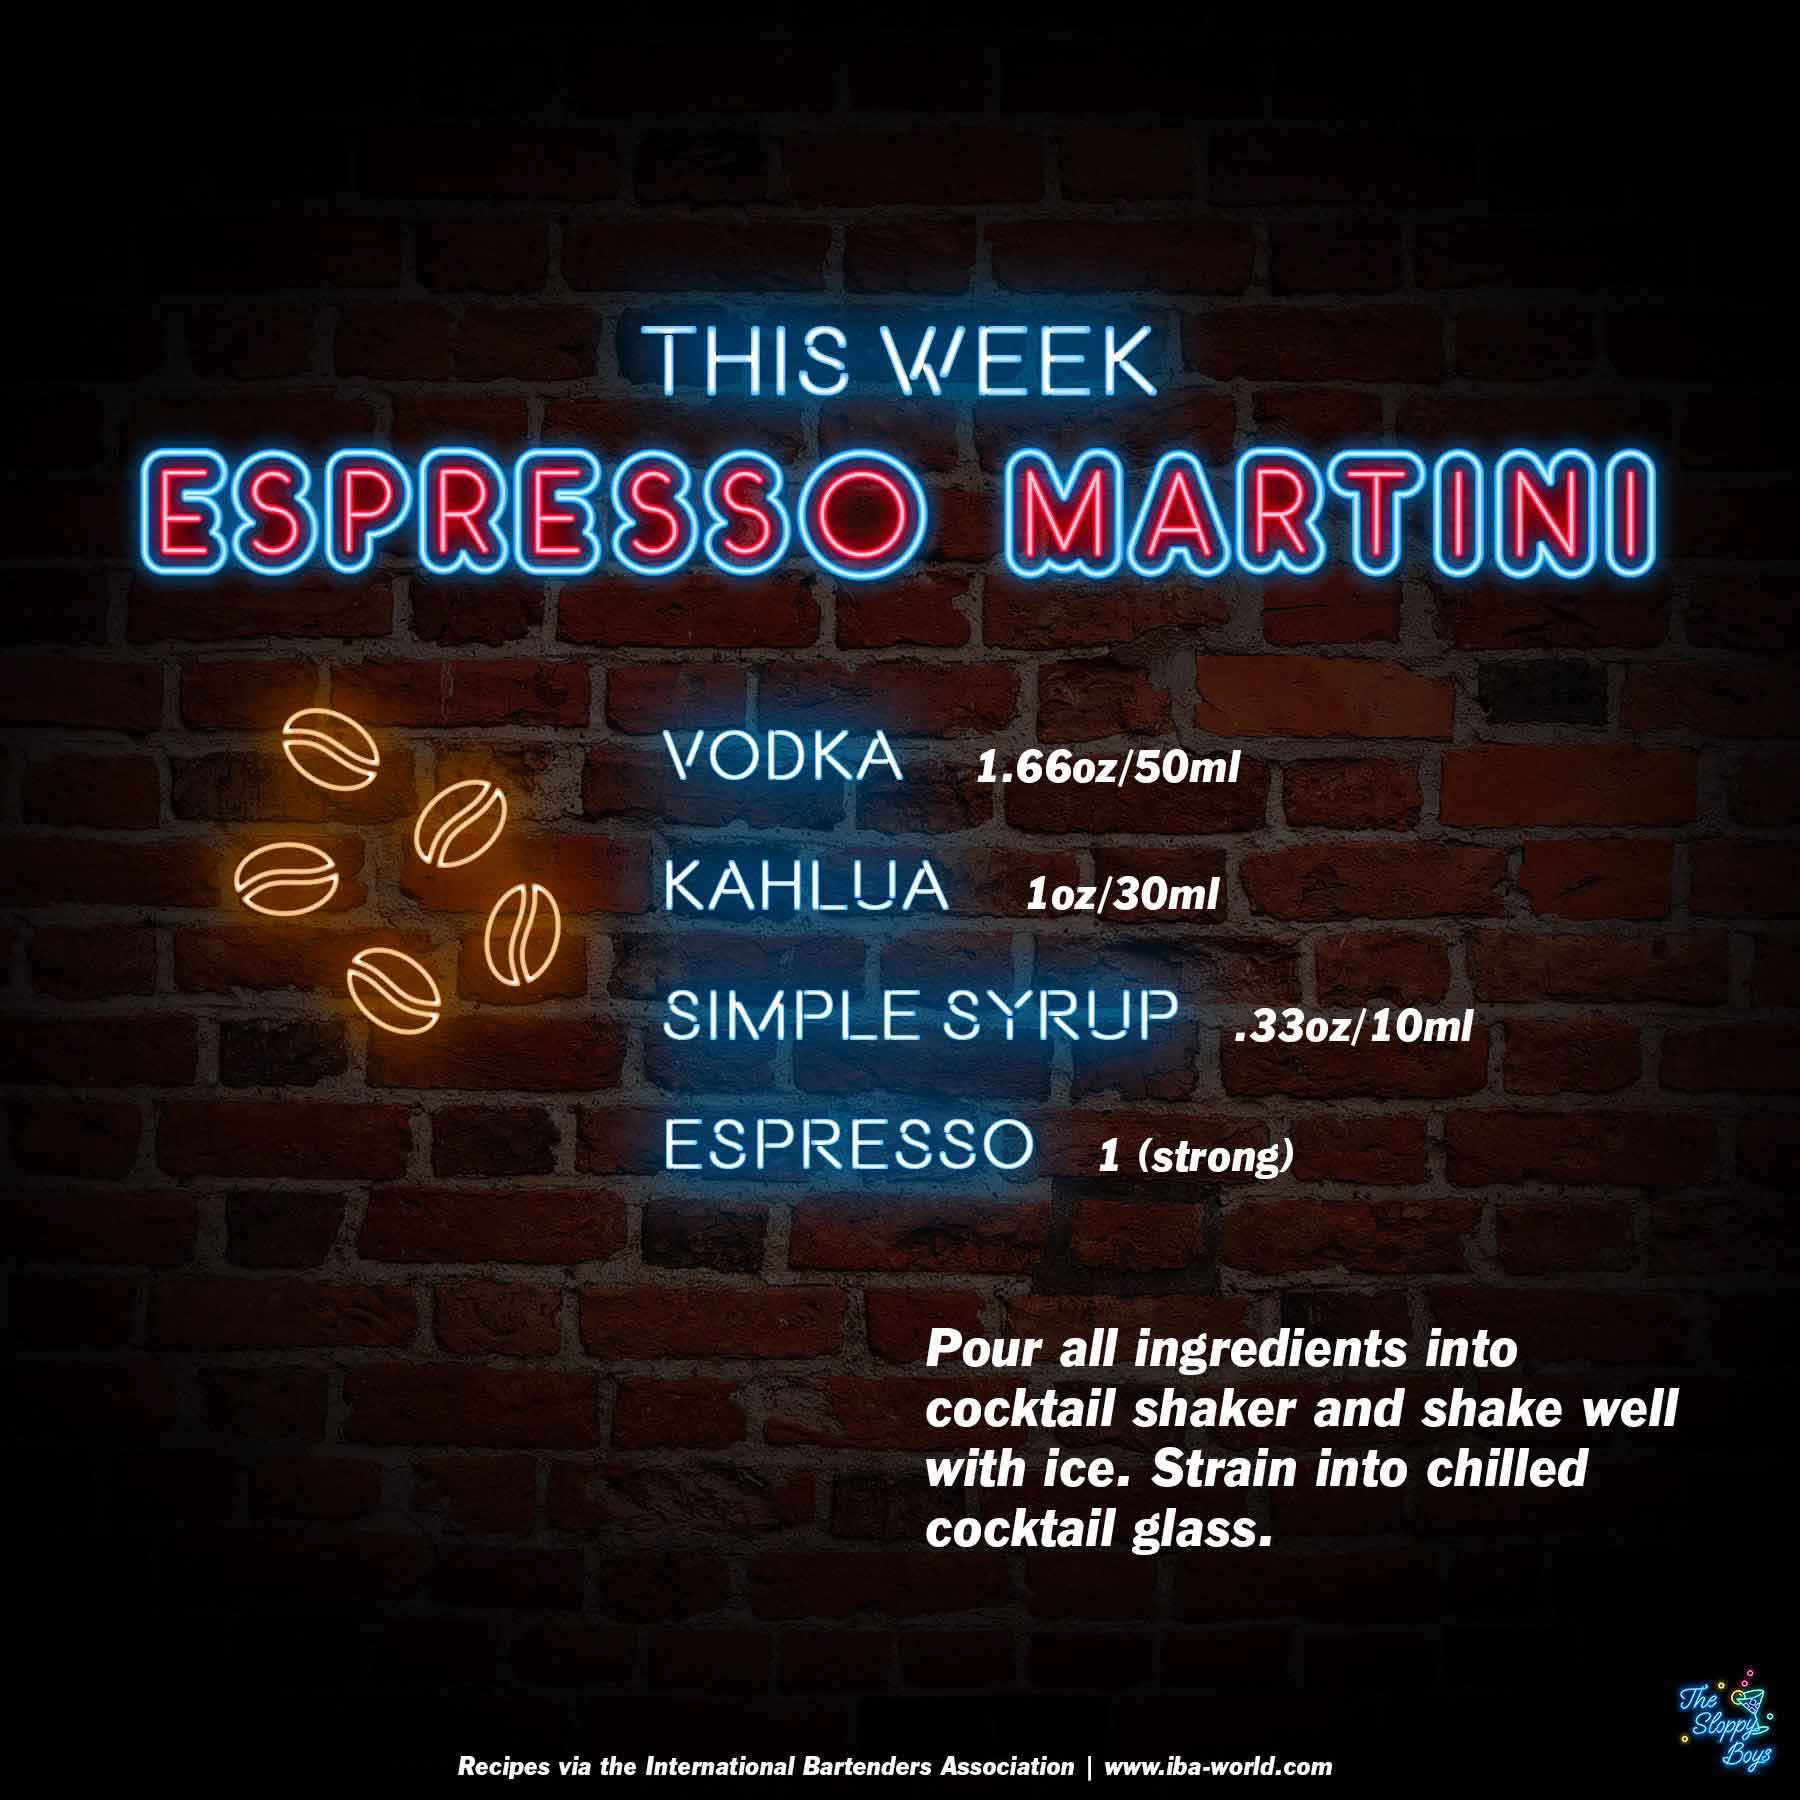 THIS WEEK
ESPRESSO MARTINI
VODKA 1.66oz/50ml
KAHLUA 1oz/30ml
SIMPLE SYRUP .33oz/10ml
ESPRESSO 1 (strong)
Pour all ingredients into
cocktail shaker and shake well
with ice. Strain into chilled
cocktail glass.
The
Sloppy
Boys
Recipes via the International Bartenders Association | www.iba-world.com